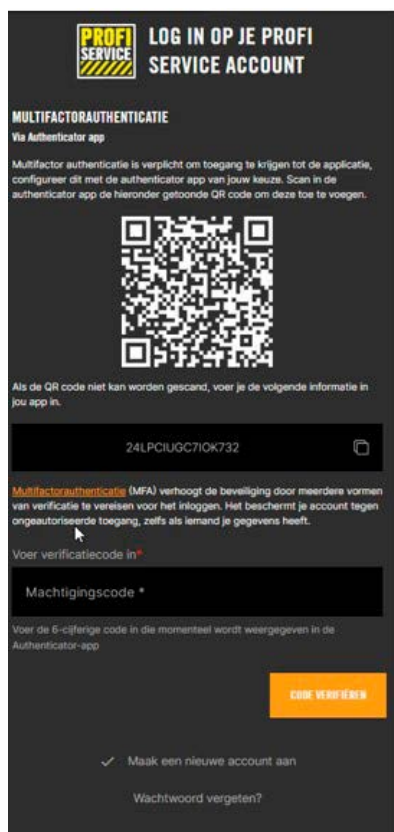 PROFI
SERVICE
LOG IN OP JE PROFI
SERVICE ACCOUNT
MULTIFACTORAUTHENTICATIE
Via Authenticator app
Multifactor authenticatie is verplicht om toegang te krijgen tot de applicatie,
configureer dit met de authenticator app van jouw keuze. Scan in de
authenticator app de hieronder getoonde QR code om deze toe te voegen.
Als de QR code niet kan worden gescand, voer je de volgende informatie in
jou app in.
24LPCIUGC7IOK732
Multifactorauthenticatie (MFA) verhoogt de beveiliging door meerdere vormen
van verificatie te vereisen voor het inloggen. Het beschermt je account tegen
ongeautoriseerde toegang, zelfs als iemand je gegevens heeft.
Voer verificatiecode in*
Machtigingscode *
Voer de 6-cijferige code in die momenteel wordt weergegeven in de
Authenticator-app
CODE VERIFIËREN
Maak een nieuwe account aan
Wachtwoord vergeten?